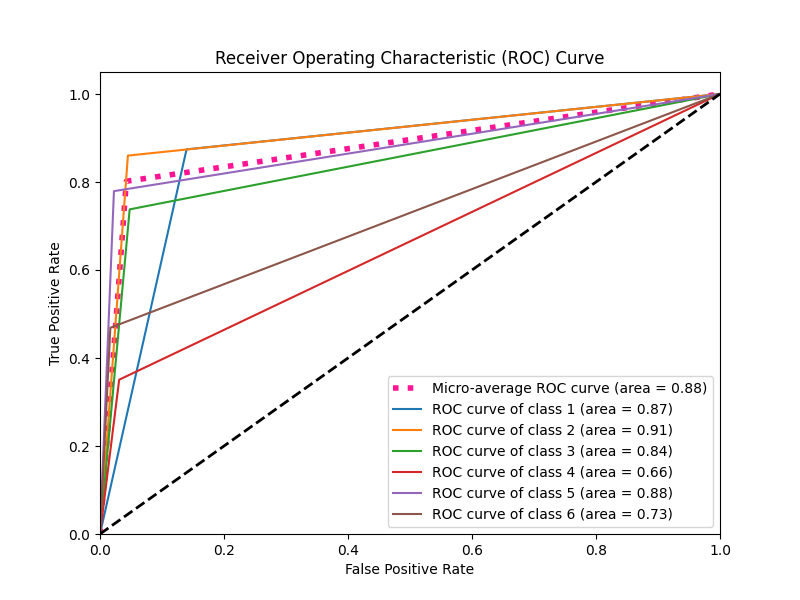 Receiver Operating Characteristic (ROC) Curve
True Positive Rate
1.0
0.8
0.6
0.4
0.2
0.0
Micro-average ROC curve (area = 0.88)
ROC curve of class 1 (area = 0.87)
ROC curve of class 2 (area = 0.91)
ROC curve of class 3 (area = 0.84)
ROC curve of class 4 (area = 0.66)
ROC curve of class 5 (area = 0.88)
ROC curve of class 6 (area = 0.73)
0.0 0.2 0.4 0.6 0.8 1.0
False Positive Rate